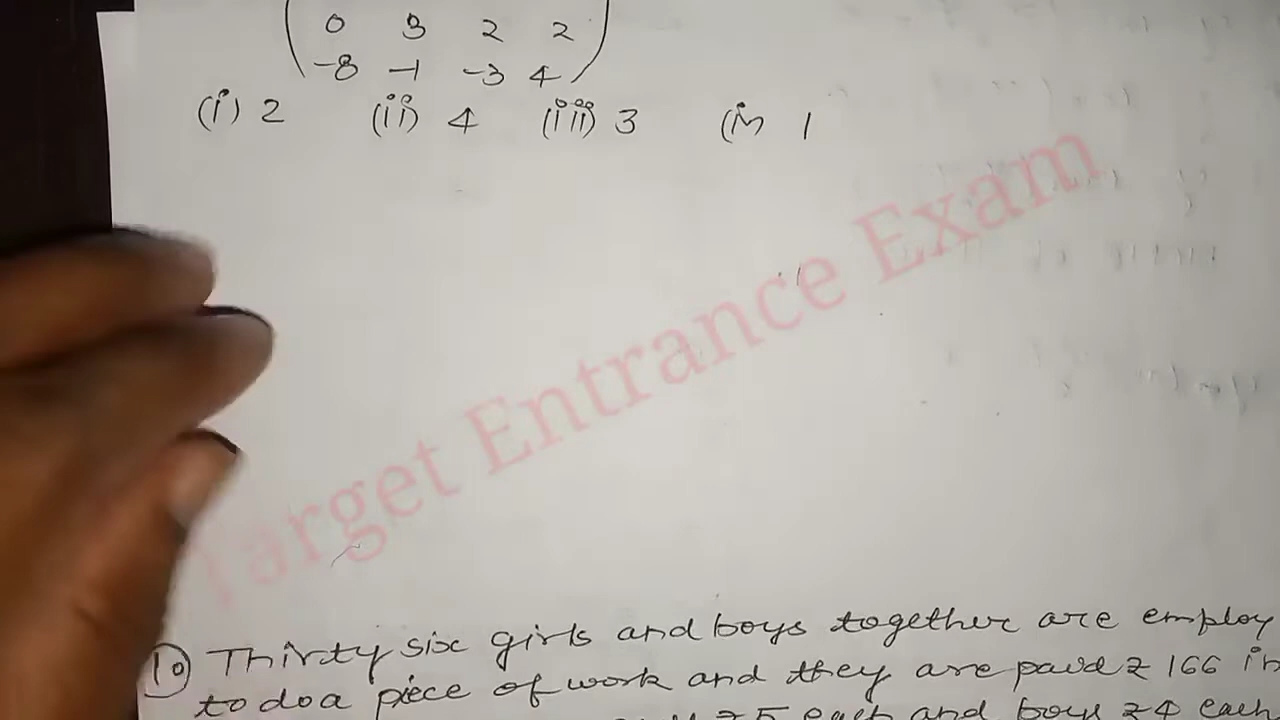 0 3 2 2
-8 -1 -3 4
(i) 2 (ii) 4 (iii) 3 (iv 1
Target Entrance Exam
10 Thirty six girls and boys together are employ
to do a piece of work and they are paid ₹ 166 in
₹5 each and boys ₹4 each